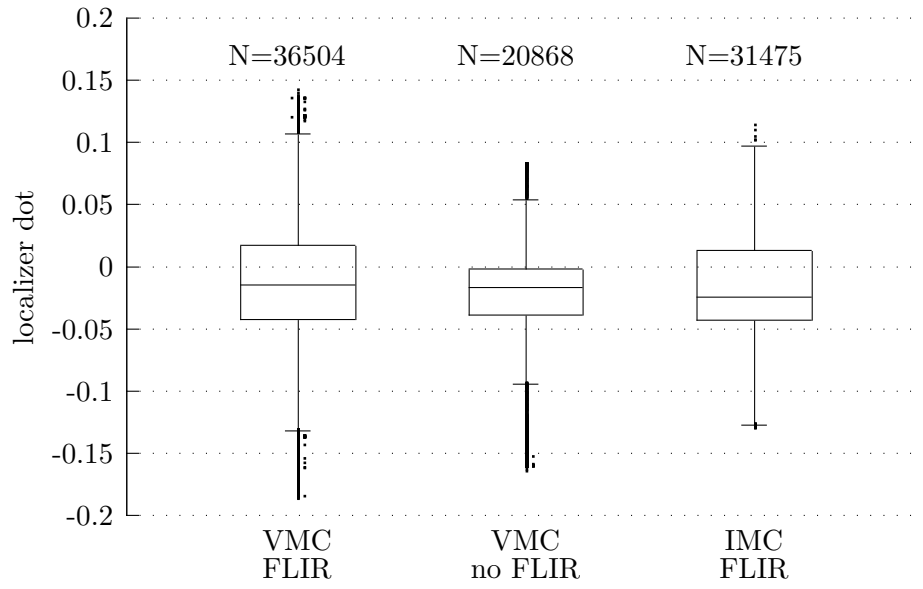 0.2
N=36504 N=20868 N=31475
0.15
0.1
0.05
0
-0.05
-0.1
-0.15
-0.2
localizer dot
VMC VMC IMC
FLIR no FLIR FLIR